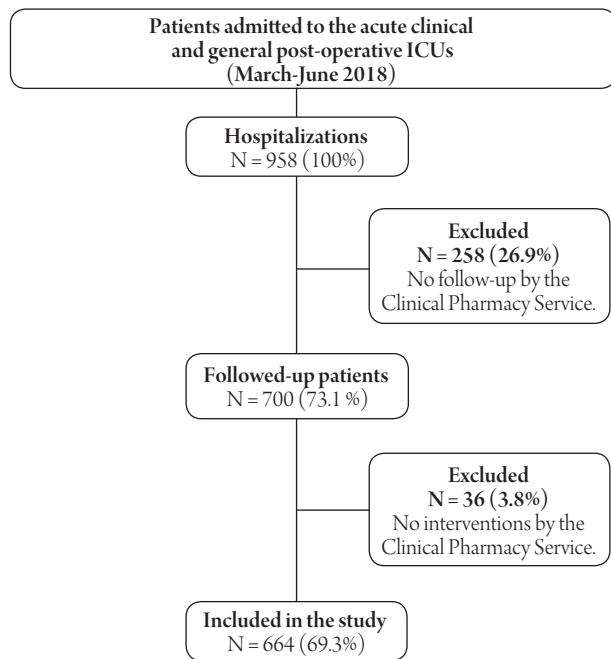 Patients admitted to the acute clinical
and general post-operative ICUs
(March-June 2018)
Hospitalizations
N = 958 (100%)
Excluded
N = 258 (26.9%)
No follow-up by the
Clinical Pharmacy Service.
Followed-up patients
N = 700 (73.1 %)
Excluded
N = 36 (3.8%)
No interventions by the
Clinical Pharmacy Service.
Included in the study
N = 664 (69.3%)